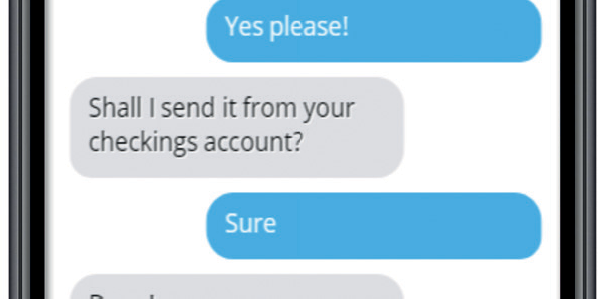 Yes please!
Shall I send it from your
checkings account?
Sure